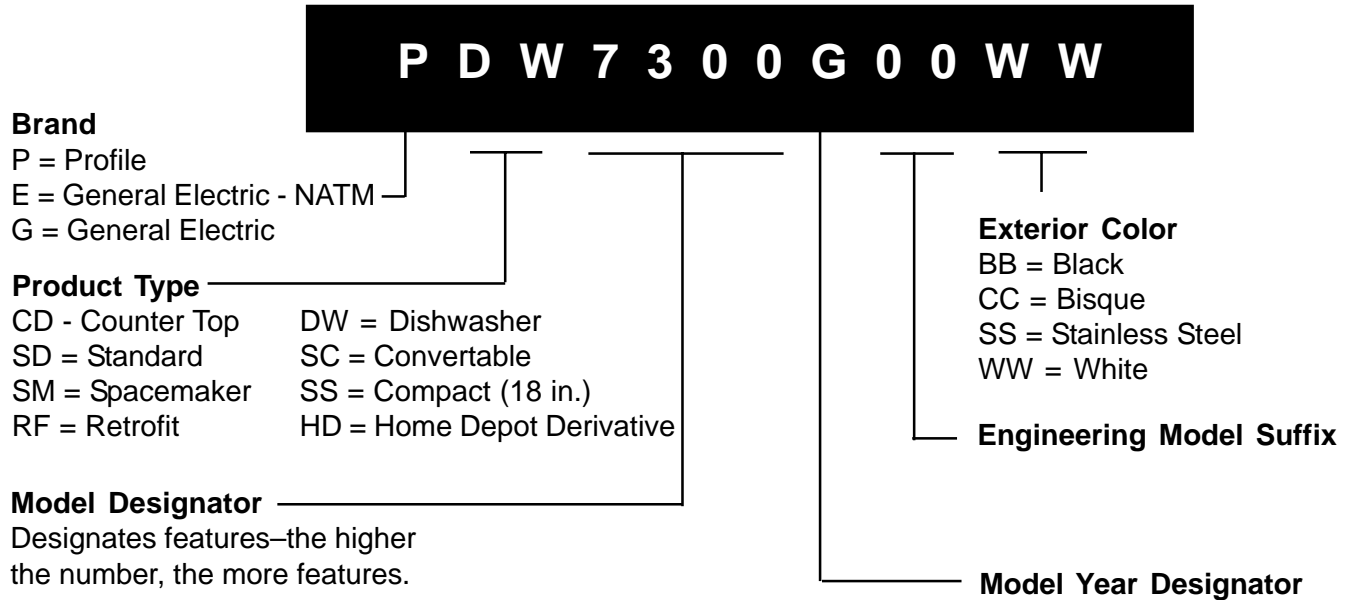 P D W 7 3 0 0 G 0 0 W W
Brand
P = Profile
E = General Electric - NATM
G = General Electric
Product Type
CD - Counter Top DW = Dishwasher
SD = Standard SC = Convertable
SM = Spacemaker SS = Compact (18 in.)
RF = Retrofit HD = Home Depot Derivative
Model Designator
Designates features–the higher
the number, the more features.
Exterior Color
BB = Black
CC = Bisque
SS = Stainless Steel
WW = White
Engineering Model Suffix
Model Year Designator